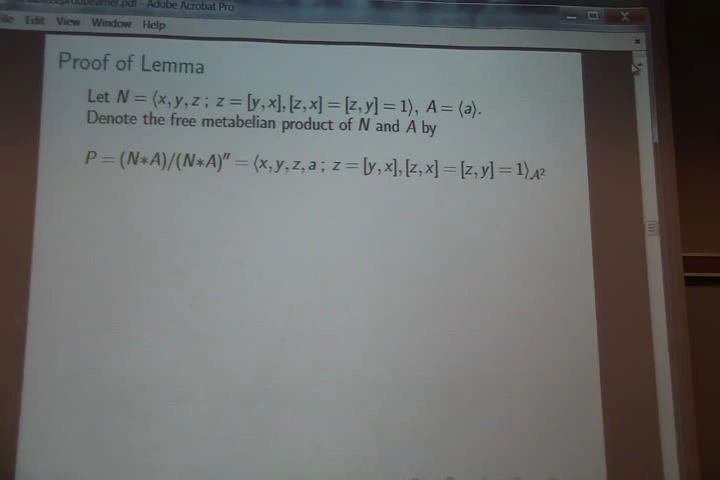 - Adobe Acrobat Pro
Edit View Window Help
Proof of Lemma
Let N = ⟨x, y, z ; z = [y, x], [z, x] = [z, y] = 1⟩, A = ⟨a⟩.
Denote the free metabelian product of N and A by
P = (N∗A)/(N∗A)″ = ⟨x, y, z, a ; z = [y, x], [z, x] = [z, y] = 1⟩_A²